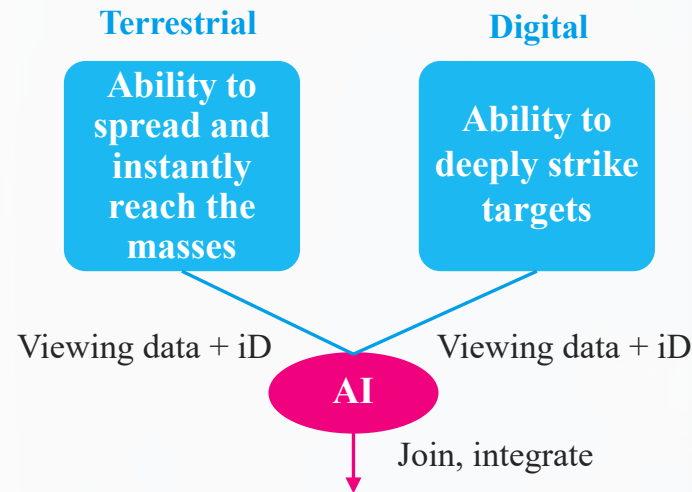 Terrestrial
Digital
Ability to
spread and
instantly
reach the
masses
Ability to
deeply strike
targets
Viewing data + iD
Viewing data + iD
AI
Join, integrate